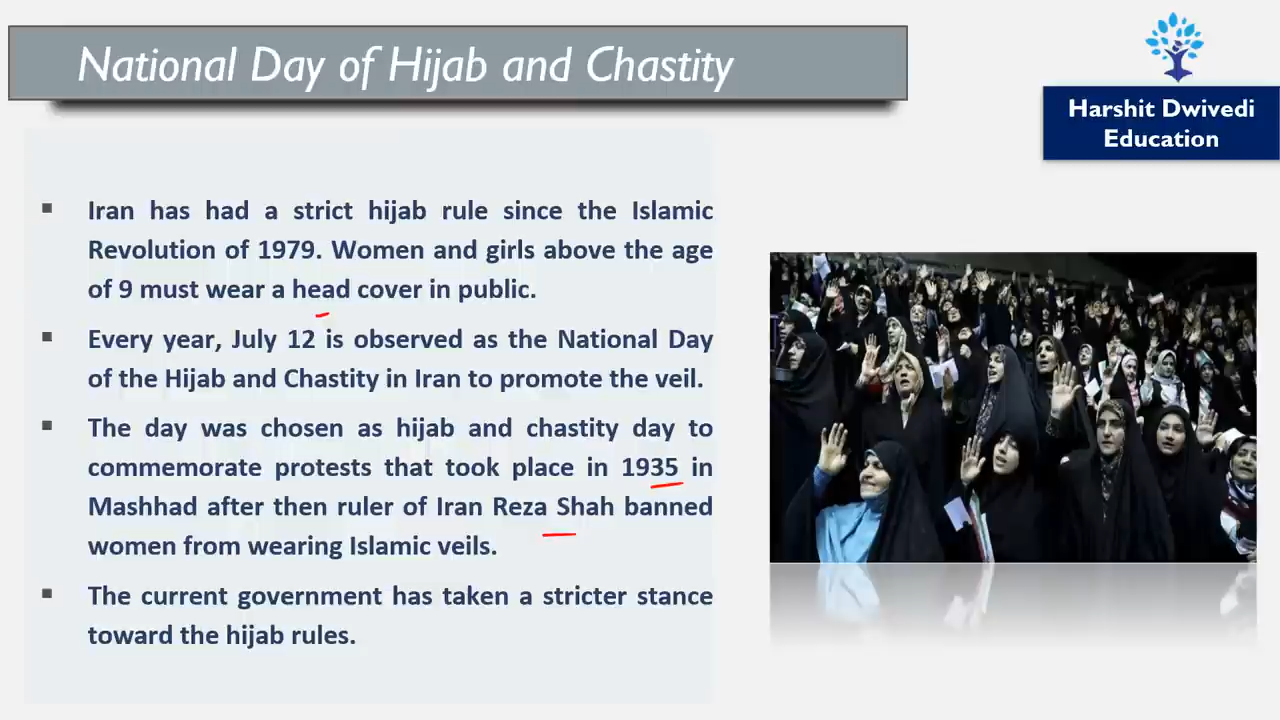 National Day of Hijab and Chastity
Harshit Dwivedi
Education
Iran has had a strict hijab rule since the Islamic
Revolution of 1979. Women and girls above the age
of 9 must wear a head cover in public.
Every year, July 12 is observed as the National Day
of the Hijab and Chastity in Iran to promote the veil.
The day was chosen as hijab and chastity day to
commemorate protests that took place in 1935 in
Mashhad after then ruler of Iran Reza Shah banned
women from wearing Islamic veils.
The current government has taken a stricter stance
toward the hijab rules.